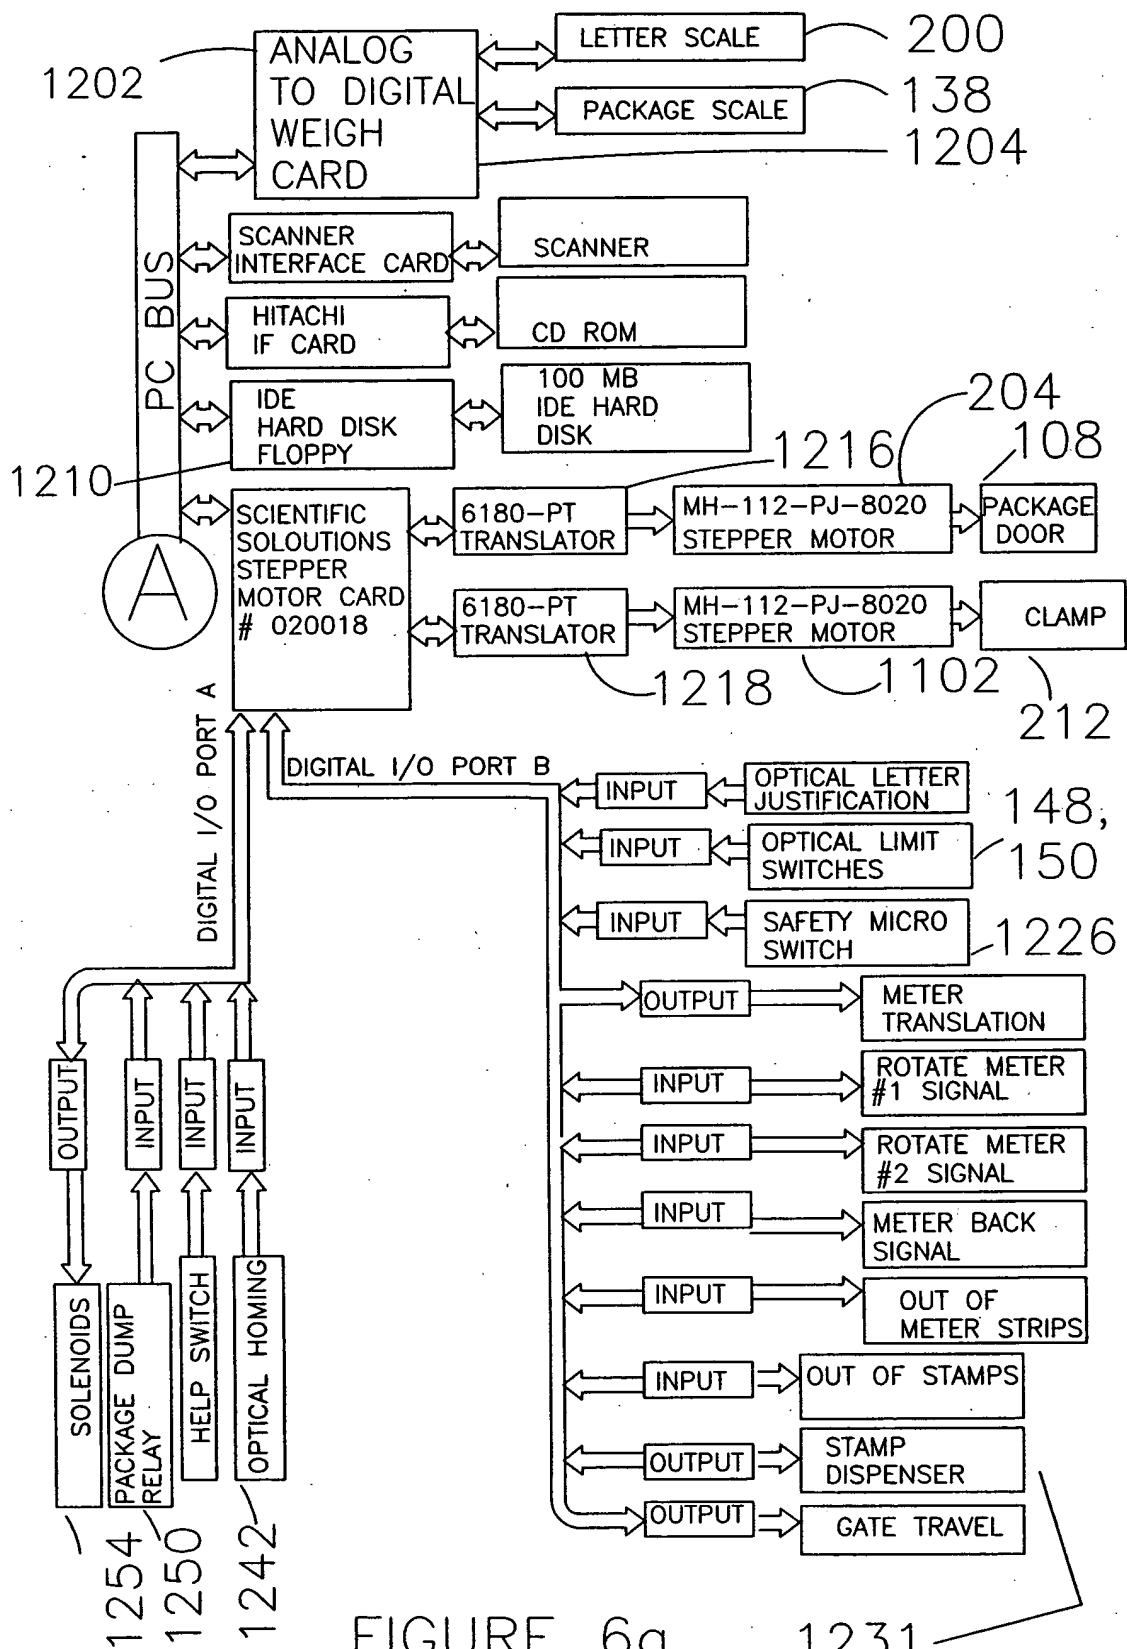 ANALOG
TO DIGITAL
WEIGH
CARD
LETTER SCALE
200
1202
PACKAGE SCALE
138
1204
PC BUS
SCANNER
INTERFACE CARD
SCANNER
HITACHI
IF CARD
CD ROM
IDE
HARD DISK
FLOPPY
100 MB
IDE HARD
DISK
204
108
1216
1210
SCIENTIFIC
SOLOUTIONS
STEPPER
MOTOR CARD
# 020018
6180-PT
TRANSLATOR
MH-112-PJ-8020
STEPPER MOTOR
PACKAGE
DOOR
A
6180-PT
TRANSLATOR
MH-112-PJ-8020
STEPPER MOTOR
CLAMP
1218
1102
212
DIGITAL I/O PORT A
DIGITAL I/O PORT B
INPUT
OPTICAL LETTER
JUSTIFICATION
148,
150
INPUT
OPTICAL LIMIT
SWITCHES
INPUT
SAFETY MICRO
SWITCH
1226
OUTPUT
METER
TRANSLATION
INPUT
ROTATE METER
#1 SIGNAL
INPUT
ROTATE METER
#2 SIGNAL
INPUT
METER BACK
SIGNAL
INPUT
OUT OF
METER STRIPS
INPUT
OUT OF STAMPS
OUTPUT
STAMP
DISPENSER
OUTPUT
GATE TRAVEL
OUTPUT
INPUT
INPUT
INPUT
SOLENOIDS
PACKAGE DUMP
RELAY
HELP SWITCH
OPTICAL HOMING
1254
1250
1242
FIGURE 6a
1231